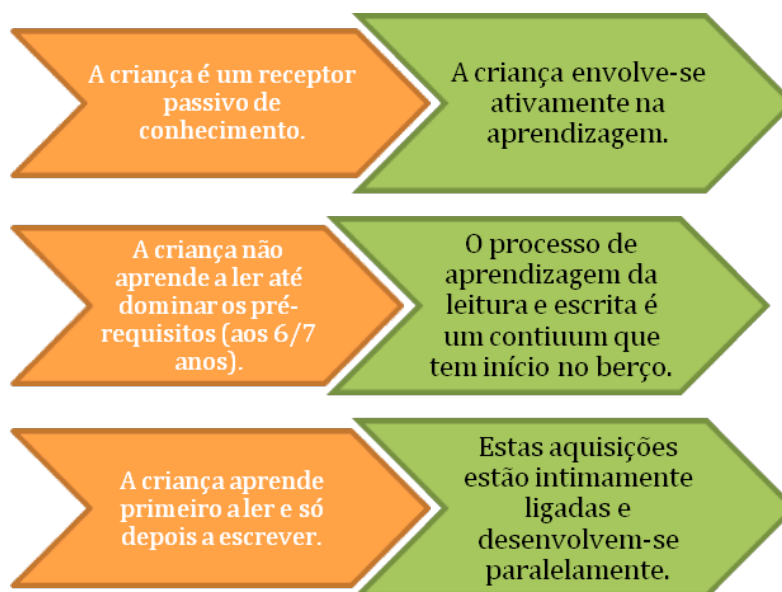 A criança é um receptor
passivo de
conhecimento.
A criança envolve-se
ativamente na
aprendizagem.
A criança não
aprende a ler até
dominar os pré-
requisitos (aos 6/7
anos).
O processo de
aprendizagem da
leitura e escrita é
um contiuum que
tem início no berço.
A criança aprende
primeiro a ler e só
depois a escrever.
Estas aquisições
estão intimamente
ligadas e
desenvolvem-se
paralelamente.